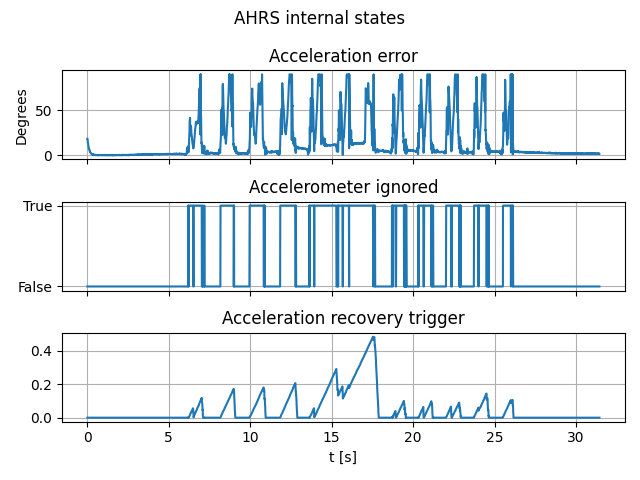 AHRS internal states
Acceleration error
Degrees
50
0
Accelerometer ignored
True
False
Acceleration recovery trigger
0.4
0.2
0.0
0 5 10 15 20 25 30
t [s]